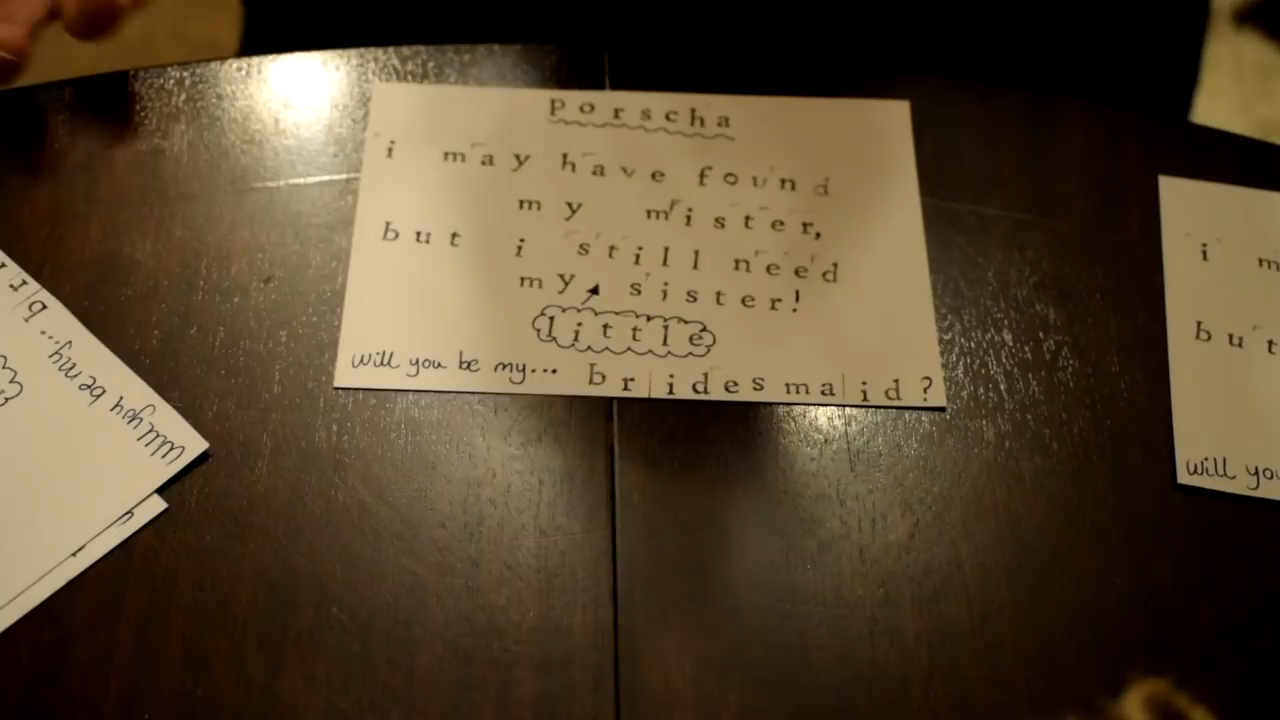 porscha
i may have found
my mister,
but i still need
my sister!
little
will you be my... bridesmaid?
will you be my... br
i m
but
will you